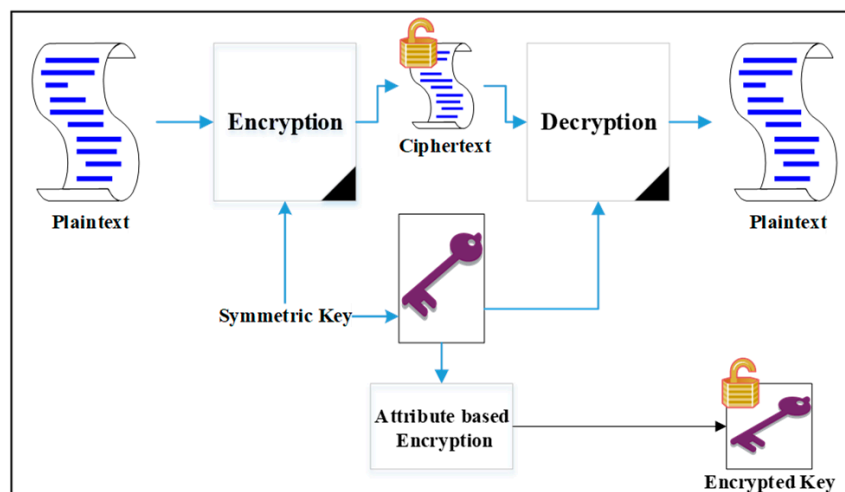 Encryption
Decryption
Ciphertext
Plaintext
Plaintext
Symmetric Key
Attribute based
Encryption
Encrypted Key